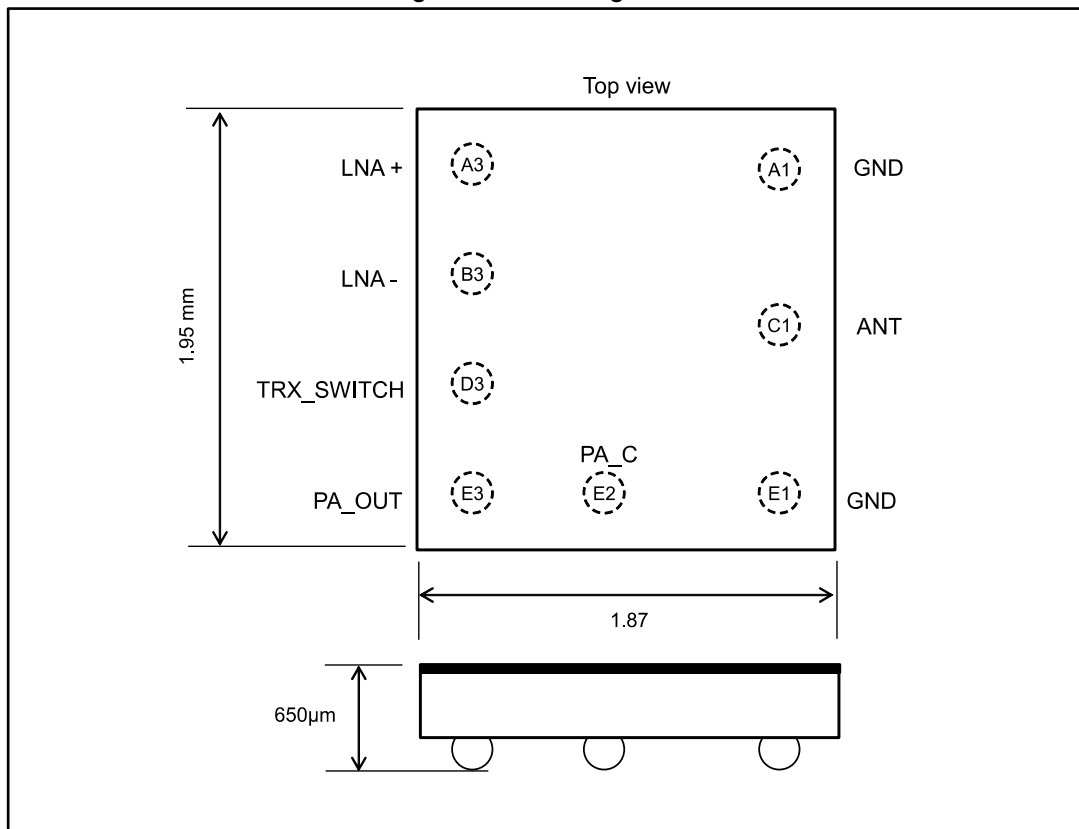 Top view
LNA + A3 A1 GND
LNA - B3
C1 ANT
1.95 mm
TRX_SWITCH D3
PA_C
PA_OUT E3 E2 E1 GND
1.87
650µm